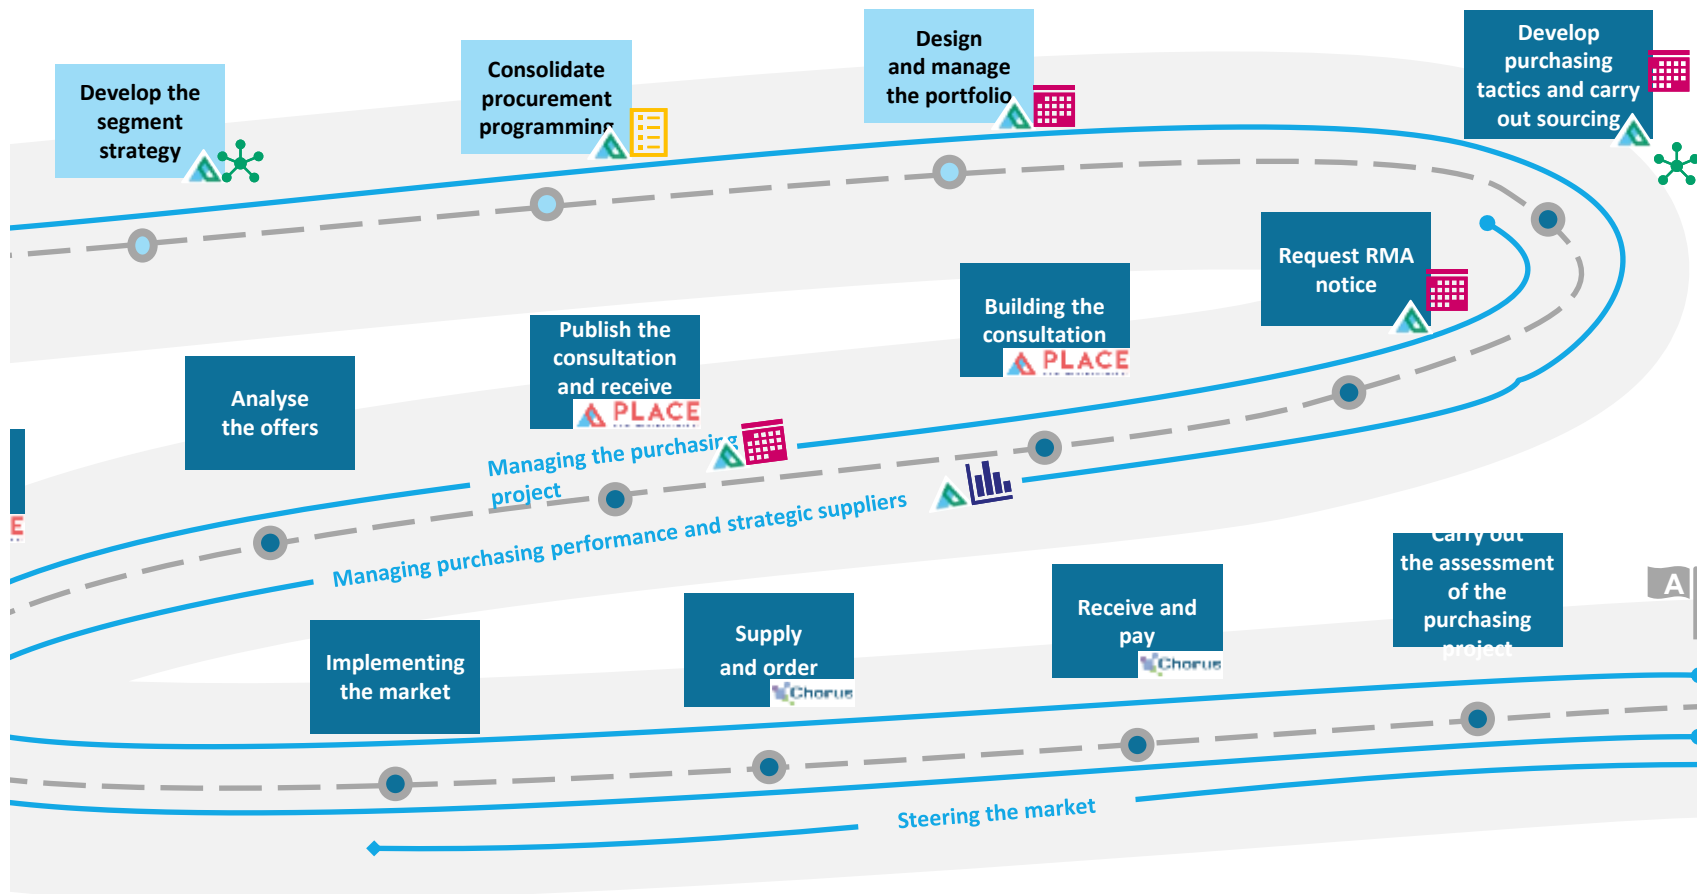 Develop the
segment
strategy
Consolidate
procurement
programming
Design
and manage
the portfolio
Develop
purchasing
tactics and carry
out sourcing
Request RMA
notice
Building the
consultation
PLACE
Publish the
consultation
and receive
PLACE
Analyse
the offers
E
Managing the purchasing
project
Managing purchasing performance and strategic suppliers
Implementing
the market
Supply
and order
Chorus
Receive and
pay
Chorus
Carry out
the assessment
of the
purchasing
project
A
Steering the market